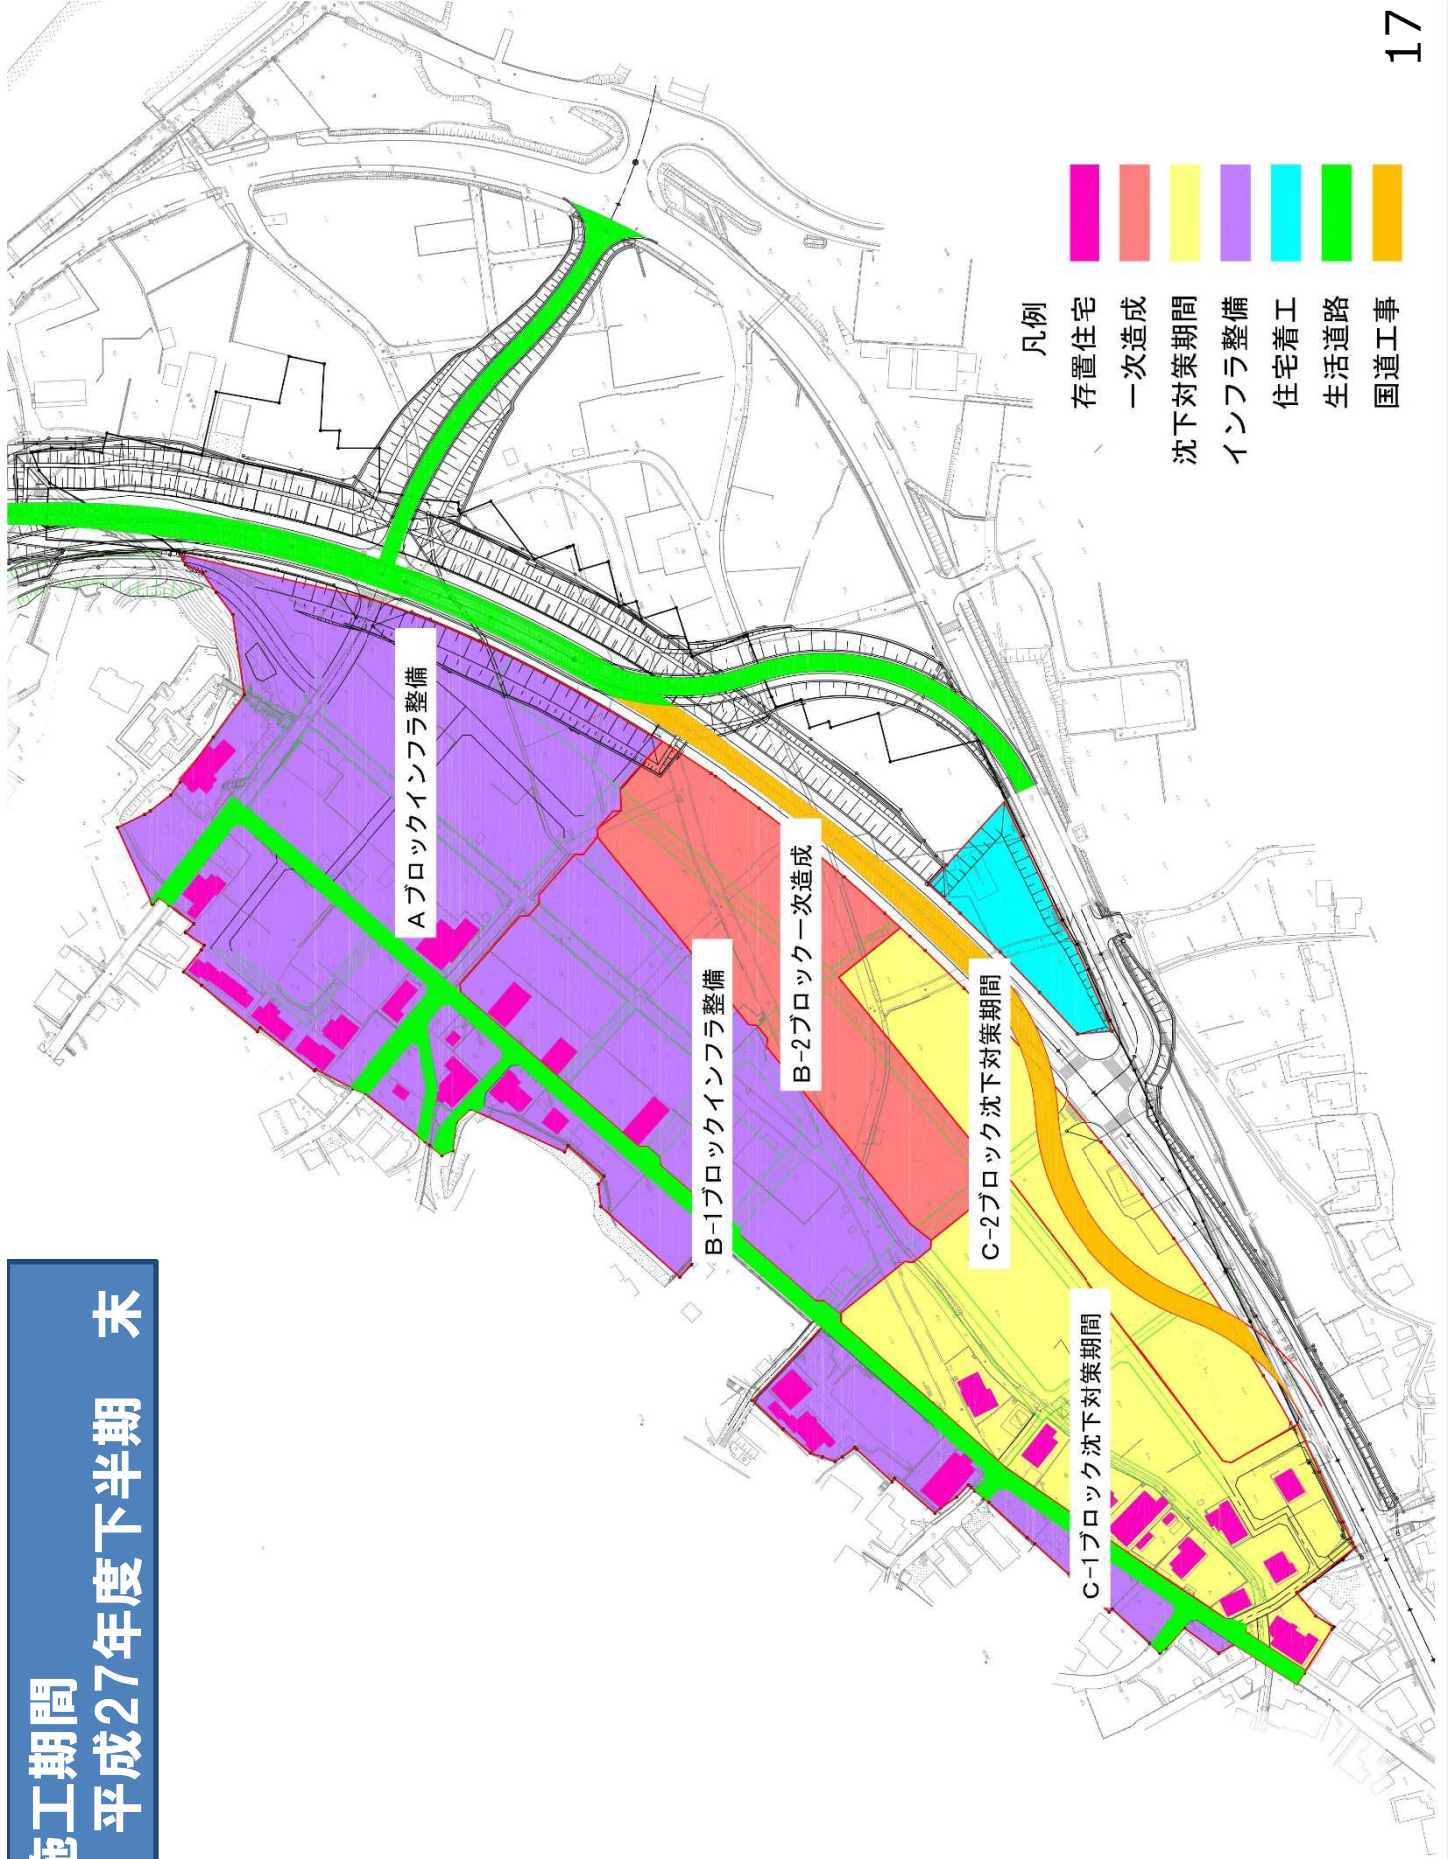 施工期間
平成27年度下半期　末
Aブロックインフラ整備
B-1ブロックインフラ整備
B-2ブロック一次造成
C-2ブロック沈下対策期間
C-1ブロック沈下対策期間
凡例
存置住宅
一次造成
沈下対策期間
インフラ整備
住宅着工
生活道路
国道工事
17